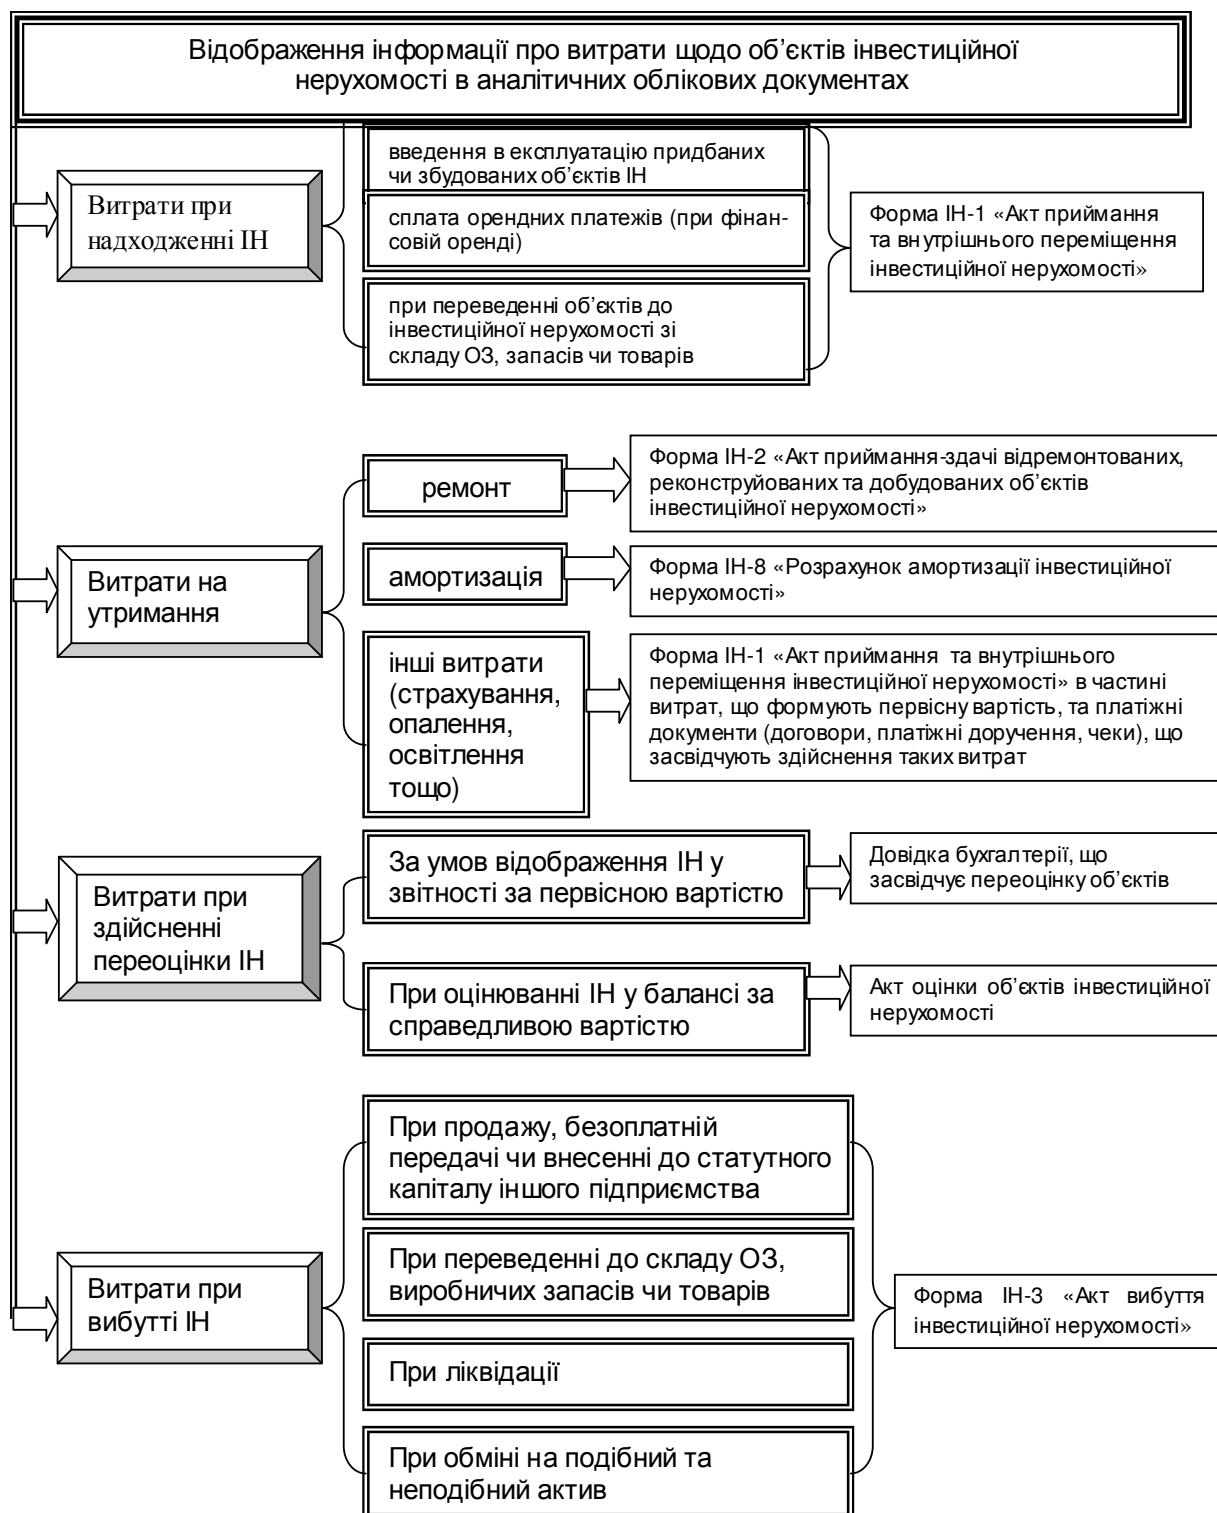 Відображення інформації про витрати щодо об’єктів інвестиційної
нерухомості в аналітичних облікових документах
Витрати при
надходженні ІН
введення в експлуатацію придбаних
чи збудованих об’єктів ІН
сплата орендних платежів (при фінан-
совій оренді)
при переведенні об’єктів до
інвестиційної нерухомості зі
складу ОЗ, запасів чи товарів
Форма ІН-1 «Акт приймання
та внутрішнього переміщення
інвестиційної нерухомості»
Витрати на
утримання
ремонт
Форма ІН-2 «Акт приймання-здачі відремонтованих,
реконструйованих та добудованих об’єктів
інвестиційної нерухомості»
амортизація
Форма ІН-8 «Розрахунок амортизації інвестиційної
нерухомості»
інші витрати
(страхування,
опалення,
освітлення
тощо)
Форма ІН-1 «Акт приймання та внутрішнього
переміщення інвестиційної нерухомості» в частині
витрат, що формують первісну вартість, та платіжні
документи (договори, платіжні доручення, чеки), що
засвідчують здійснення таких витрат
Витрати при
здійсненні
переоцінки ІН
За умов відображення ІН у
звітності за первісною вартістю
Довідка бухгалтерії, що
засвідчує переоцінку об’єктів
При оцінюванні ІН у балансі за
справедливою вартістю
Акт оцінки об’єктів інвестиційної
нерухомості
Витрати при
вибутті ІН
При продажу, безоплатній
передачі чи внесенні до статутного
капіталу іншого підприємства
При переведенні до складу ОЗ,
виробничих запасів чи товарів
При ліквідації
При обміні на подібний та
неподібний актив
Форма ІН-3 «Акт вибуття
інвестиційної нерухомості»